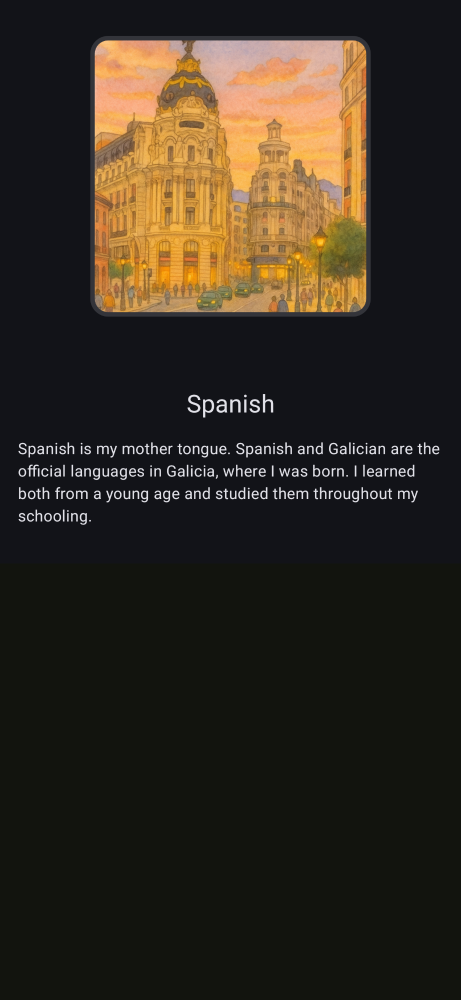 Spanish
Spanish is my mother tongue. Spanish and Galician are the
official languages in Galicia, where I was born. I learned
both from a young age and studied them throughout my
schooling.